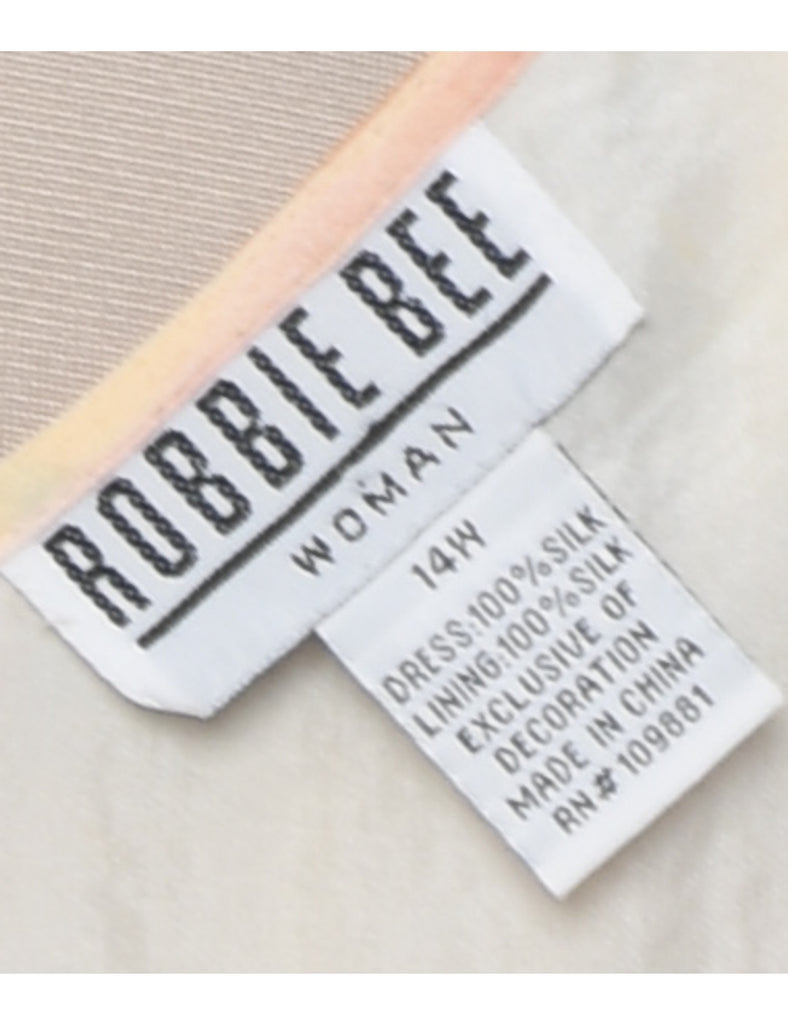 ROBBIE BEE
WOMAN
14W
DRESS:100%SILK
LINING:100%SILK
EXCLUSIVE OF
DECORATION
MADE IN CHINA
RN#109881